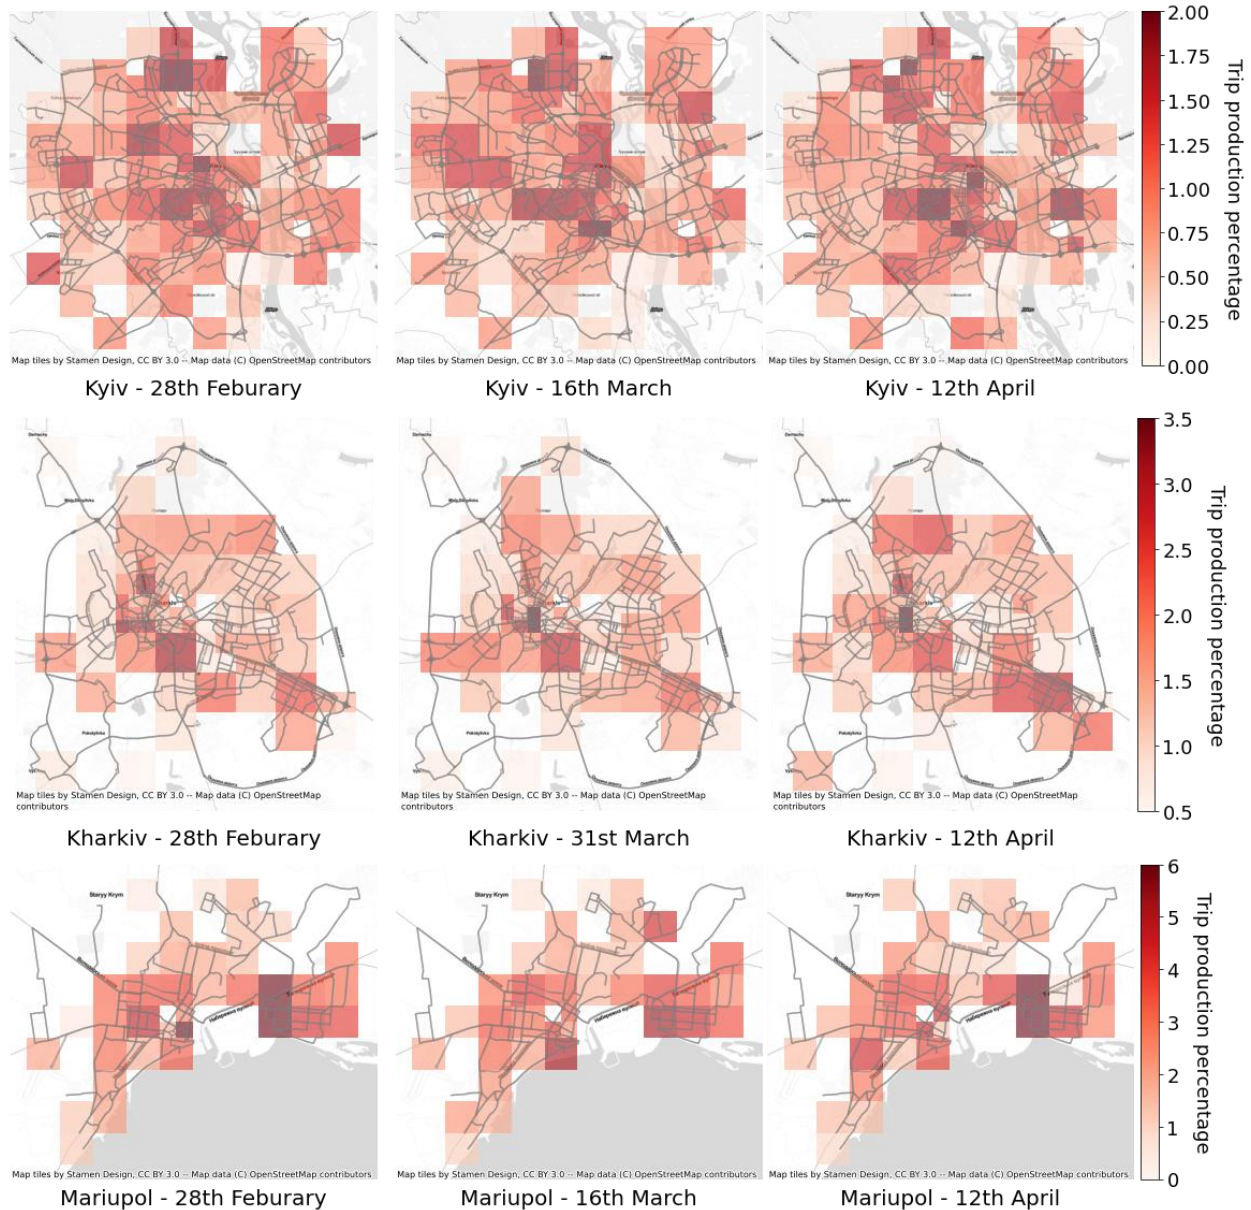 2.00
1.75
1.50
1.25
1.00
0.75
0.50
0.25
0.00
Trip production percentage
Map tiles by Stamen Design, CC BY 3.0 -- Map data (C) OpenStreetMap contributors
Map tiles by Stamen Design, CC BY 3.0 -- Map data (C) OpenStreetMap contributors
Map tiles by Stamen Design, CC BY 3.0 -- Map data (C) OpenStreetMap contributors
Kyiv - 28th Feburary
Kyiv - 16th March
Kyiv - 12th April
3.5
3.0
2.5
2.0
1.5
1.0
0.5
Trip production percentage
Pokotylivka
Pokotylivka
Pokotylivka
Map tiles by Stamen Design, CC BY 3.0 -- Map data (C) OpenStreetMap
contributors
Map tiles by Stamen Design, CC BY 3.0 -- Map data (C) OpenStreetMap
contributors
Map tiles by Stamen Design, CC BY 3.0 -- Map data (C) OpenStreetMap
contributors
Kharkiv - 28th Feburary
Kharkiv - 31st March
Kharkiv - 12th April
6
5
4
3
2
1
0
Trip production percentage
Staryy Krym
Staryy Krym
Staryy Krym
Map tiles by Stamen Design, CC BY 3.0 -- Map data (C) OpenStreetMap contributors
Map tiles by Stamen Design, CC BY 3.0 -- Map data (C) OpenStreetMap contributors
Map tiles by Stamen Design, CC BY 3.0 -- Map data (C) OpenStreetMap contributors
Mariupol - 28th Feburary
Mariupol - 16th March
Mariupol - 12th April